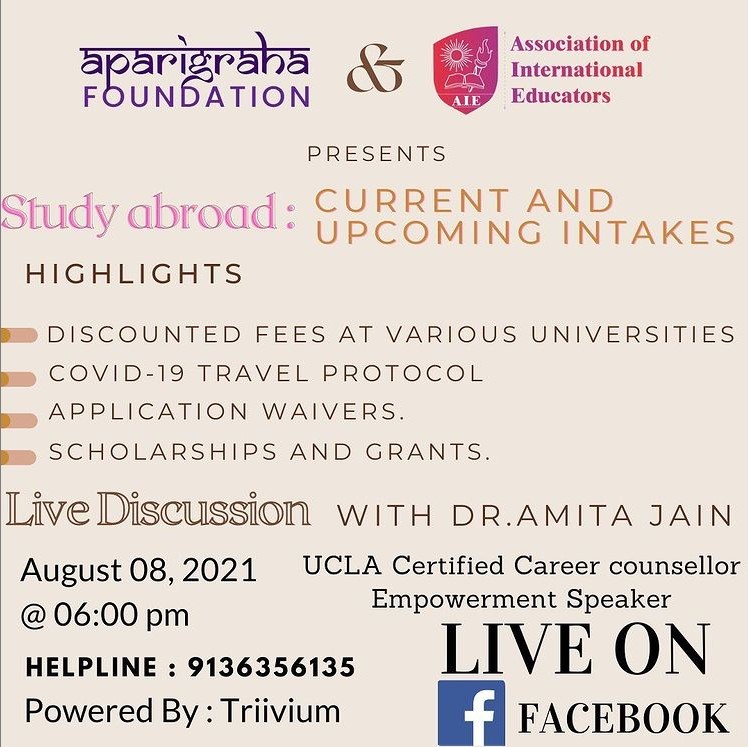 aparigraha
FOUNDATION
&
AIE
Association of
International
Educators
PRESENTS
Study abroad :
CURRENT AND
UPCOMING INTAKES
HIGHLIGHTS
DISCOUNTED FEES AT VARIOUS UNIVERSITIES
COVID-19 TRAVEL PROTOCOL
APPLICATION WAIVERS.
SCHOLARSHIPS AND GRANTS.
Live Discussion WITH DR.AMITA JAIN
August 08, 2021
@ 06:00 pm
UCLA Certified Career counsellor
Empowerment Speaker
HELPLINE : 9136356135
Powered By : Triivium
LIVE ON
f FACEBOOK